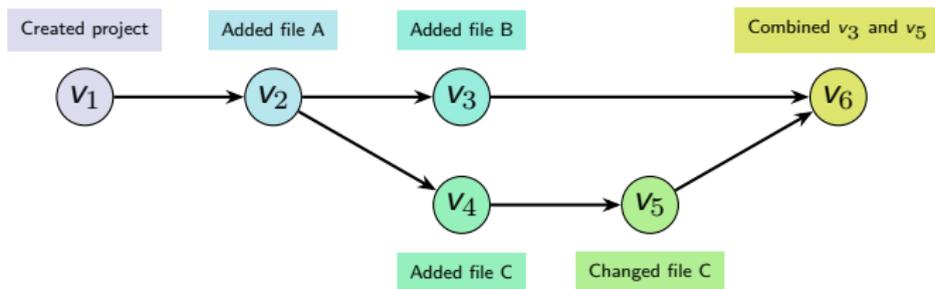 Created project
Added file A
Added file B
Combined v₃ and v₅
v₁
v₂
v₃
v₆
v₄
v₅
Added file C
Changed file C